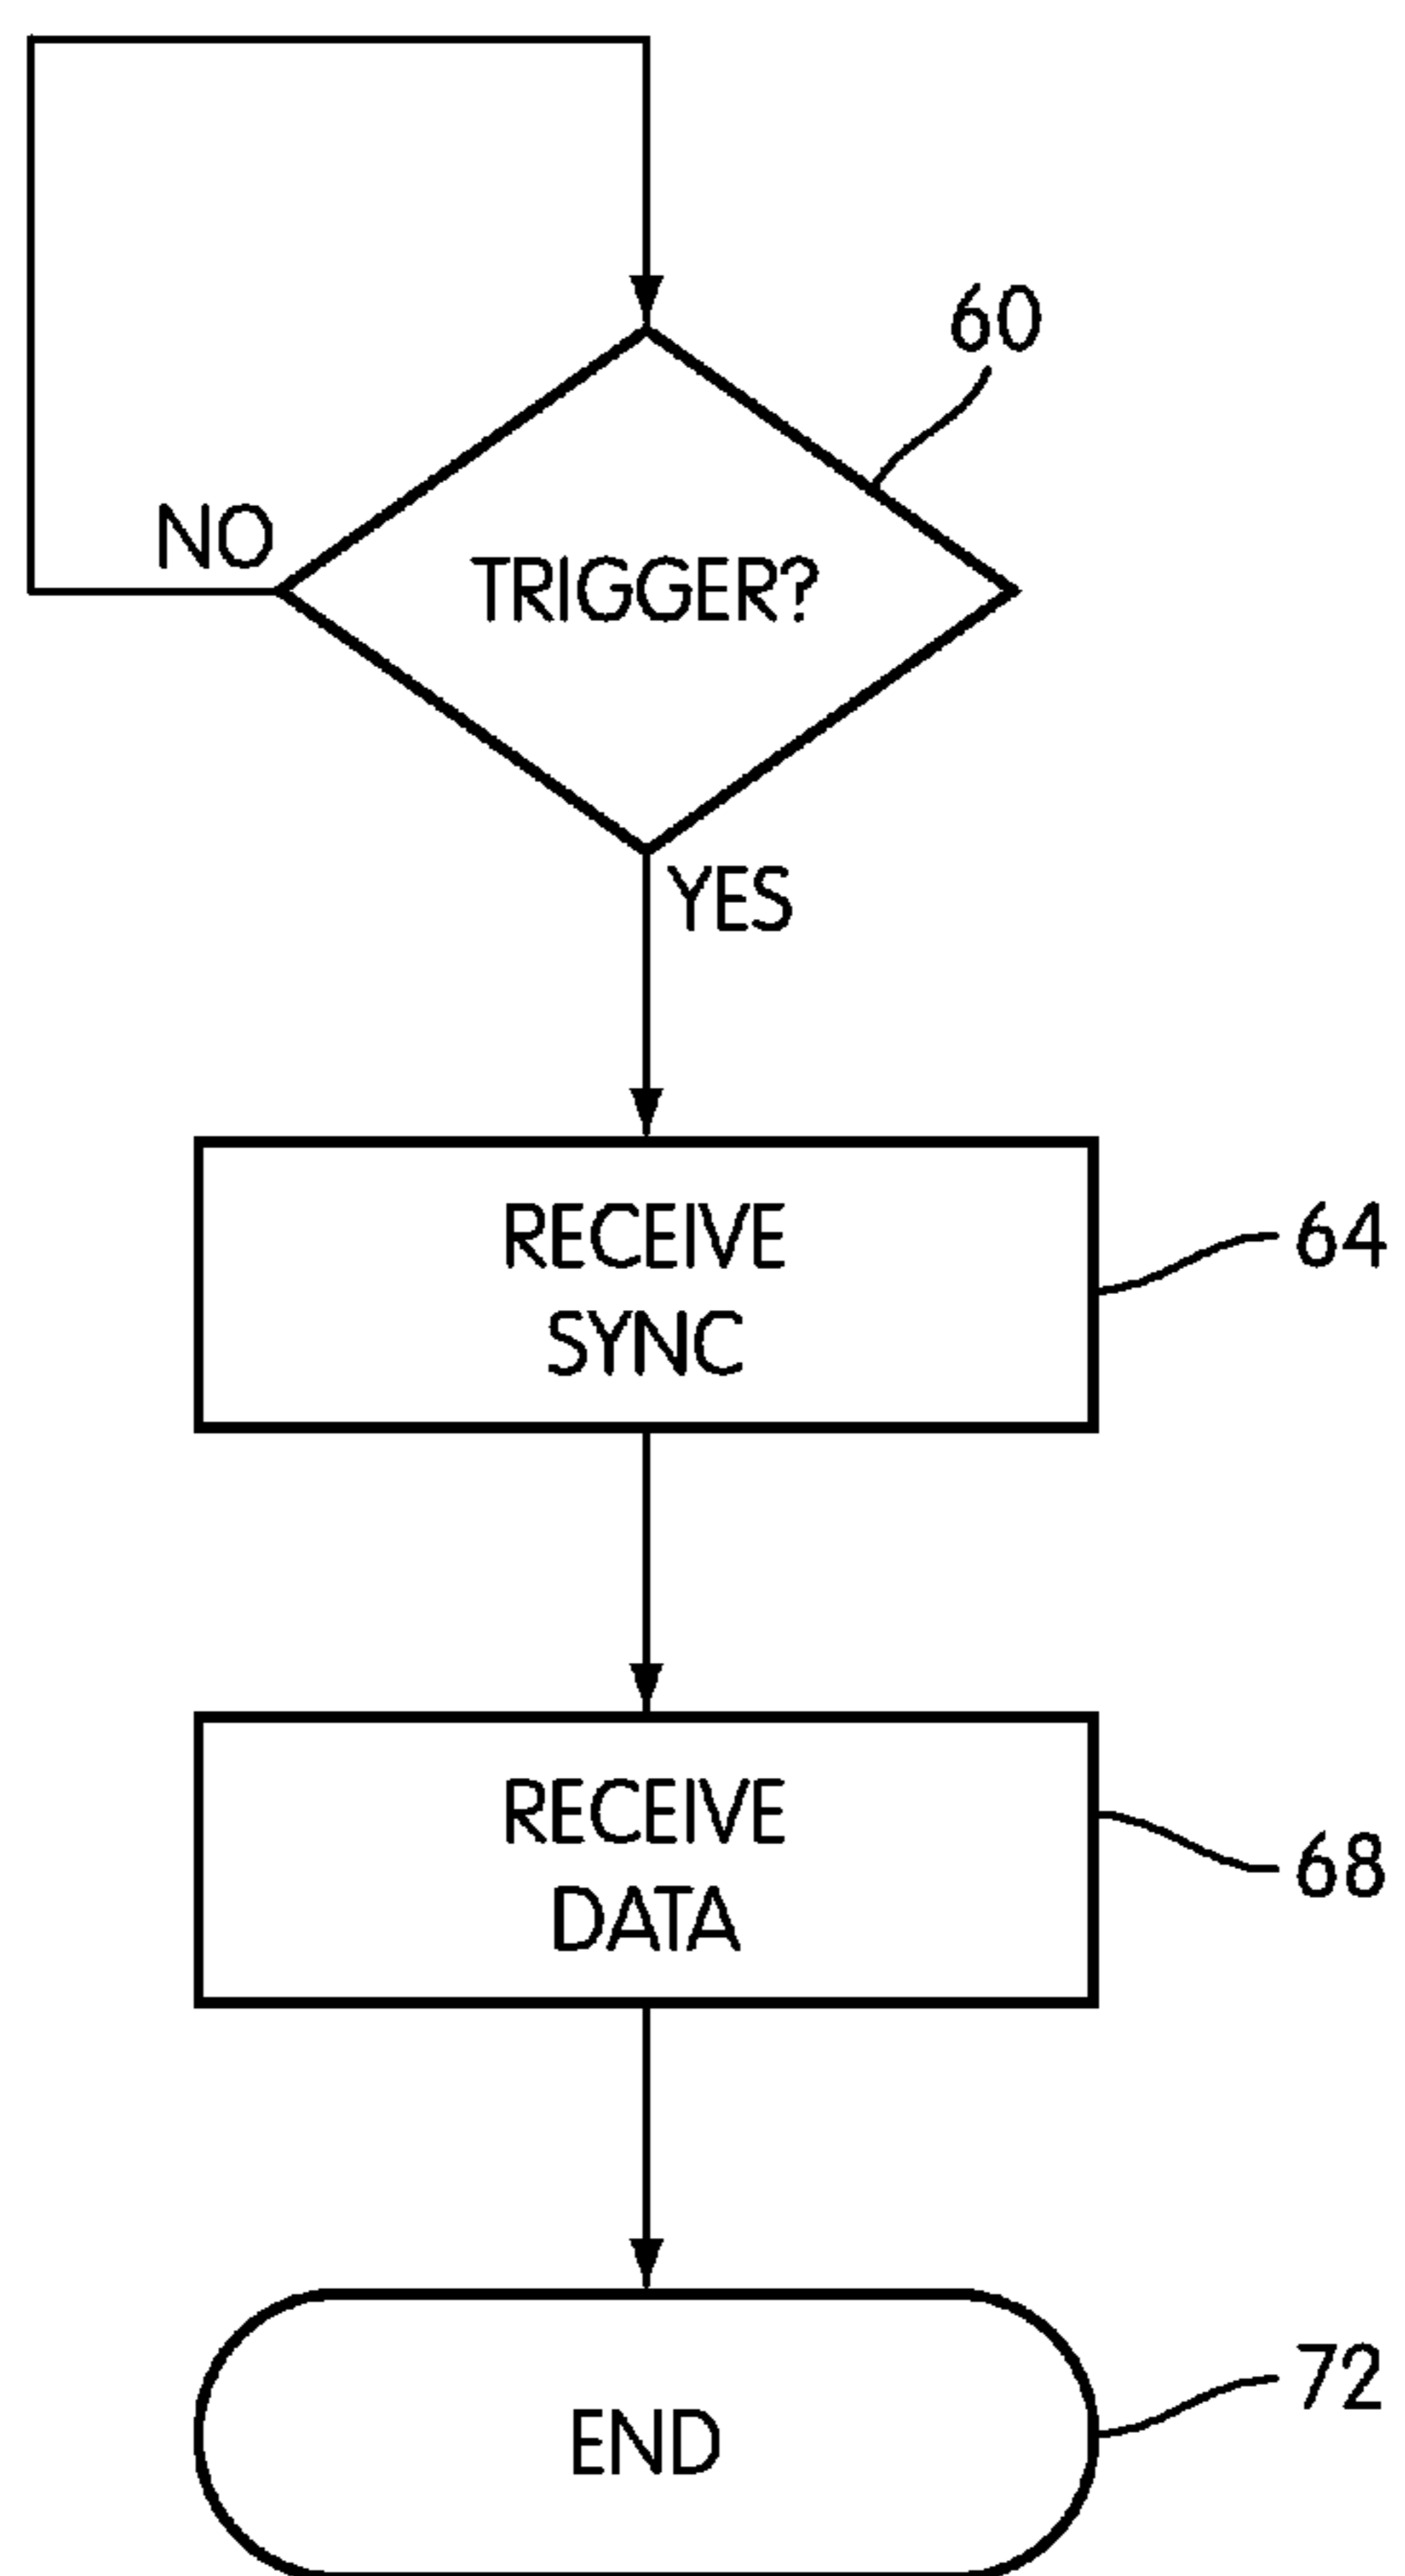 60
NO
TRIGGER?
YES
RECEIVE
SYNC
64
RECEIVE
DATA
68
END
72